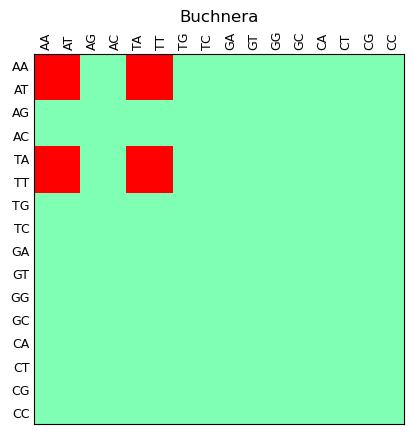 Buchnera
AA AT AG AC TA TT TG TC GA GT GG GC CA CT CG CC
AA
AT
AG
AC
TA
TT
TG
TC
GA
GT
GG
GC
CA
CT
CG
CC